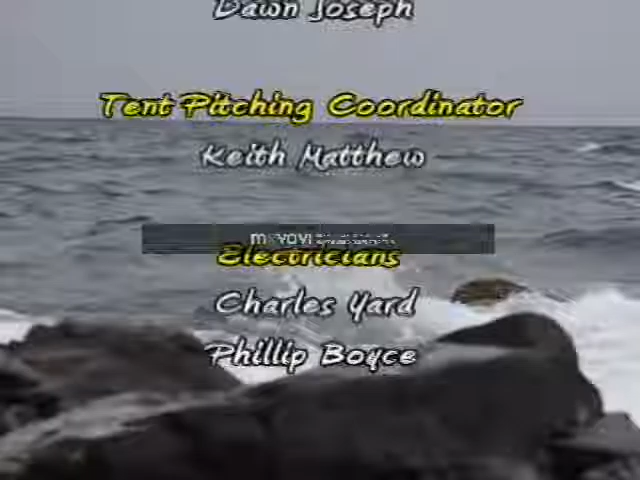 Dawn Joseph
Tent Pitching Coordinator
Keith Matthew
Electricians
Charles Yard
Phillip Boyce